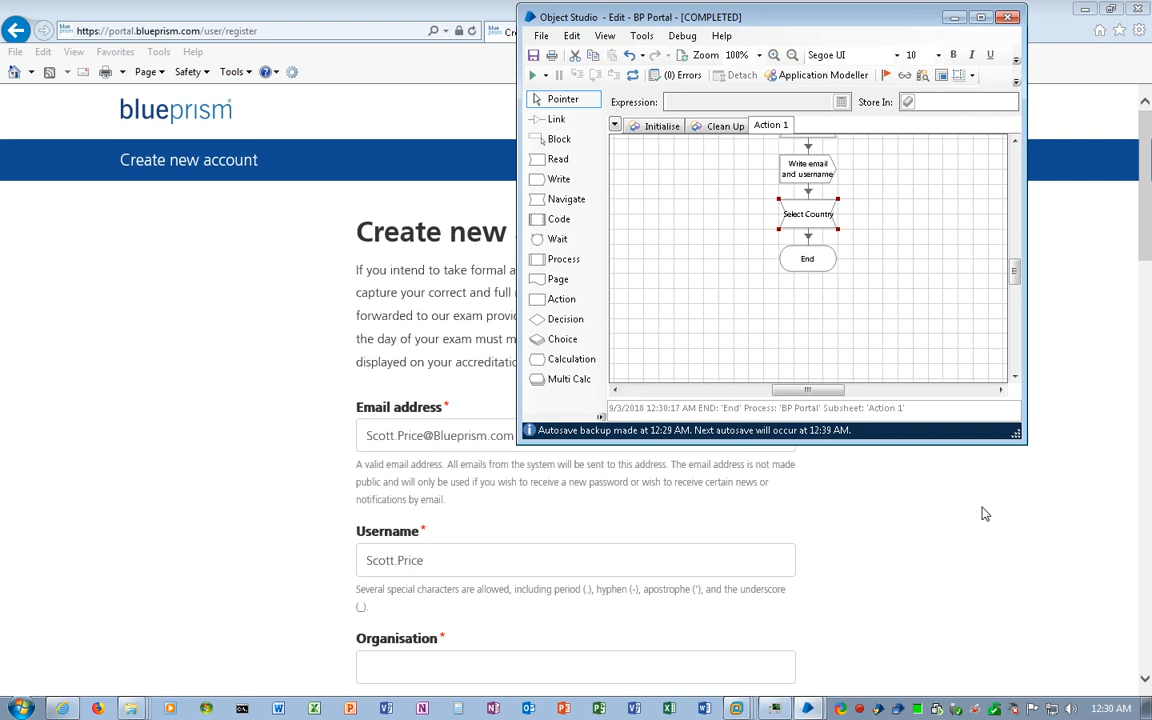 https://portal.blueprism.com/user/register
File Edit View Favorites Tools Help
Page Safety Tools
blueprism
Create new account
Create new
If you intend to take formal a
capture your correct and full
forwarded to our exam provic
the day of your exam must m
displayed on your accreditatio
Email address*
Scott.Price@Blueprism.com
A valid email address. All emails from the system will be sent to this address. The email address is not made
public and will only be used if you wish to receive a new password or wish to receive certain news or
notifications by email.
Username*
Scott.Price
Several special characters are allowed, including period (.), hyphen (-), apostrophe ('), and the underscore
(_).
Organisation*
Object Studio - Edit - BP Portal - [COMPLETED]
File Edit View Tools Debug Help
Zoom 100% Segoe UI 10 B I U
(0) Errors Detach Application Modeller
Expression: Store In:
Initialise Clean Up Action 1
Pointer
Link
Block
Read
Write
Navigate
Code
Wait
Process
Page
Action
Decision
Choice
Calculation
Multi Calc
Write email
and username
Select Country
End
9/3/2018 12:30:17 AM END: 'End' Process: 'BP Portal' Subsheet: 'Action 1'
Autosave backup made at 12:29 AM. Next autosave will occur at 12:39 AM.
12:30 AM